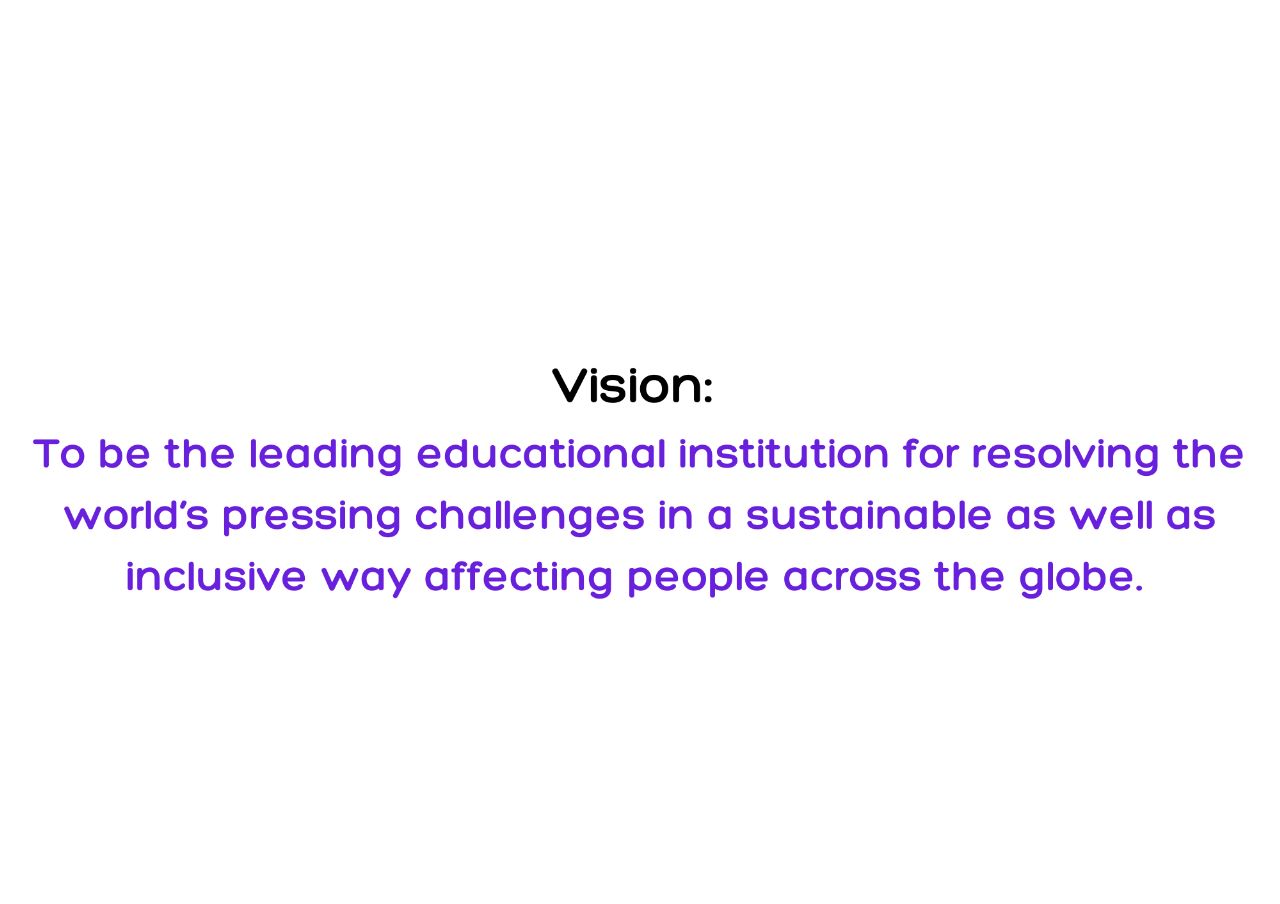 Vision:
To be the leading educational institution for resolving the
world's pressing challenges in a sustainable as well as
inclusive way affecting people across the globe.